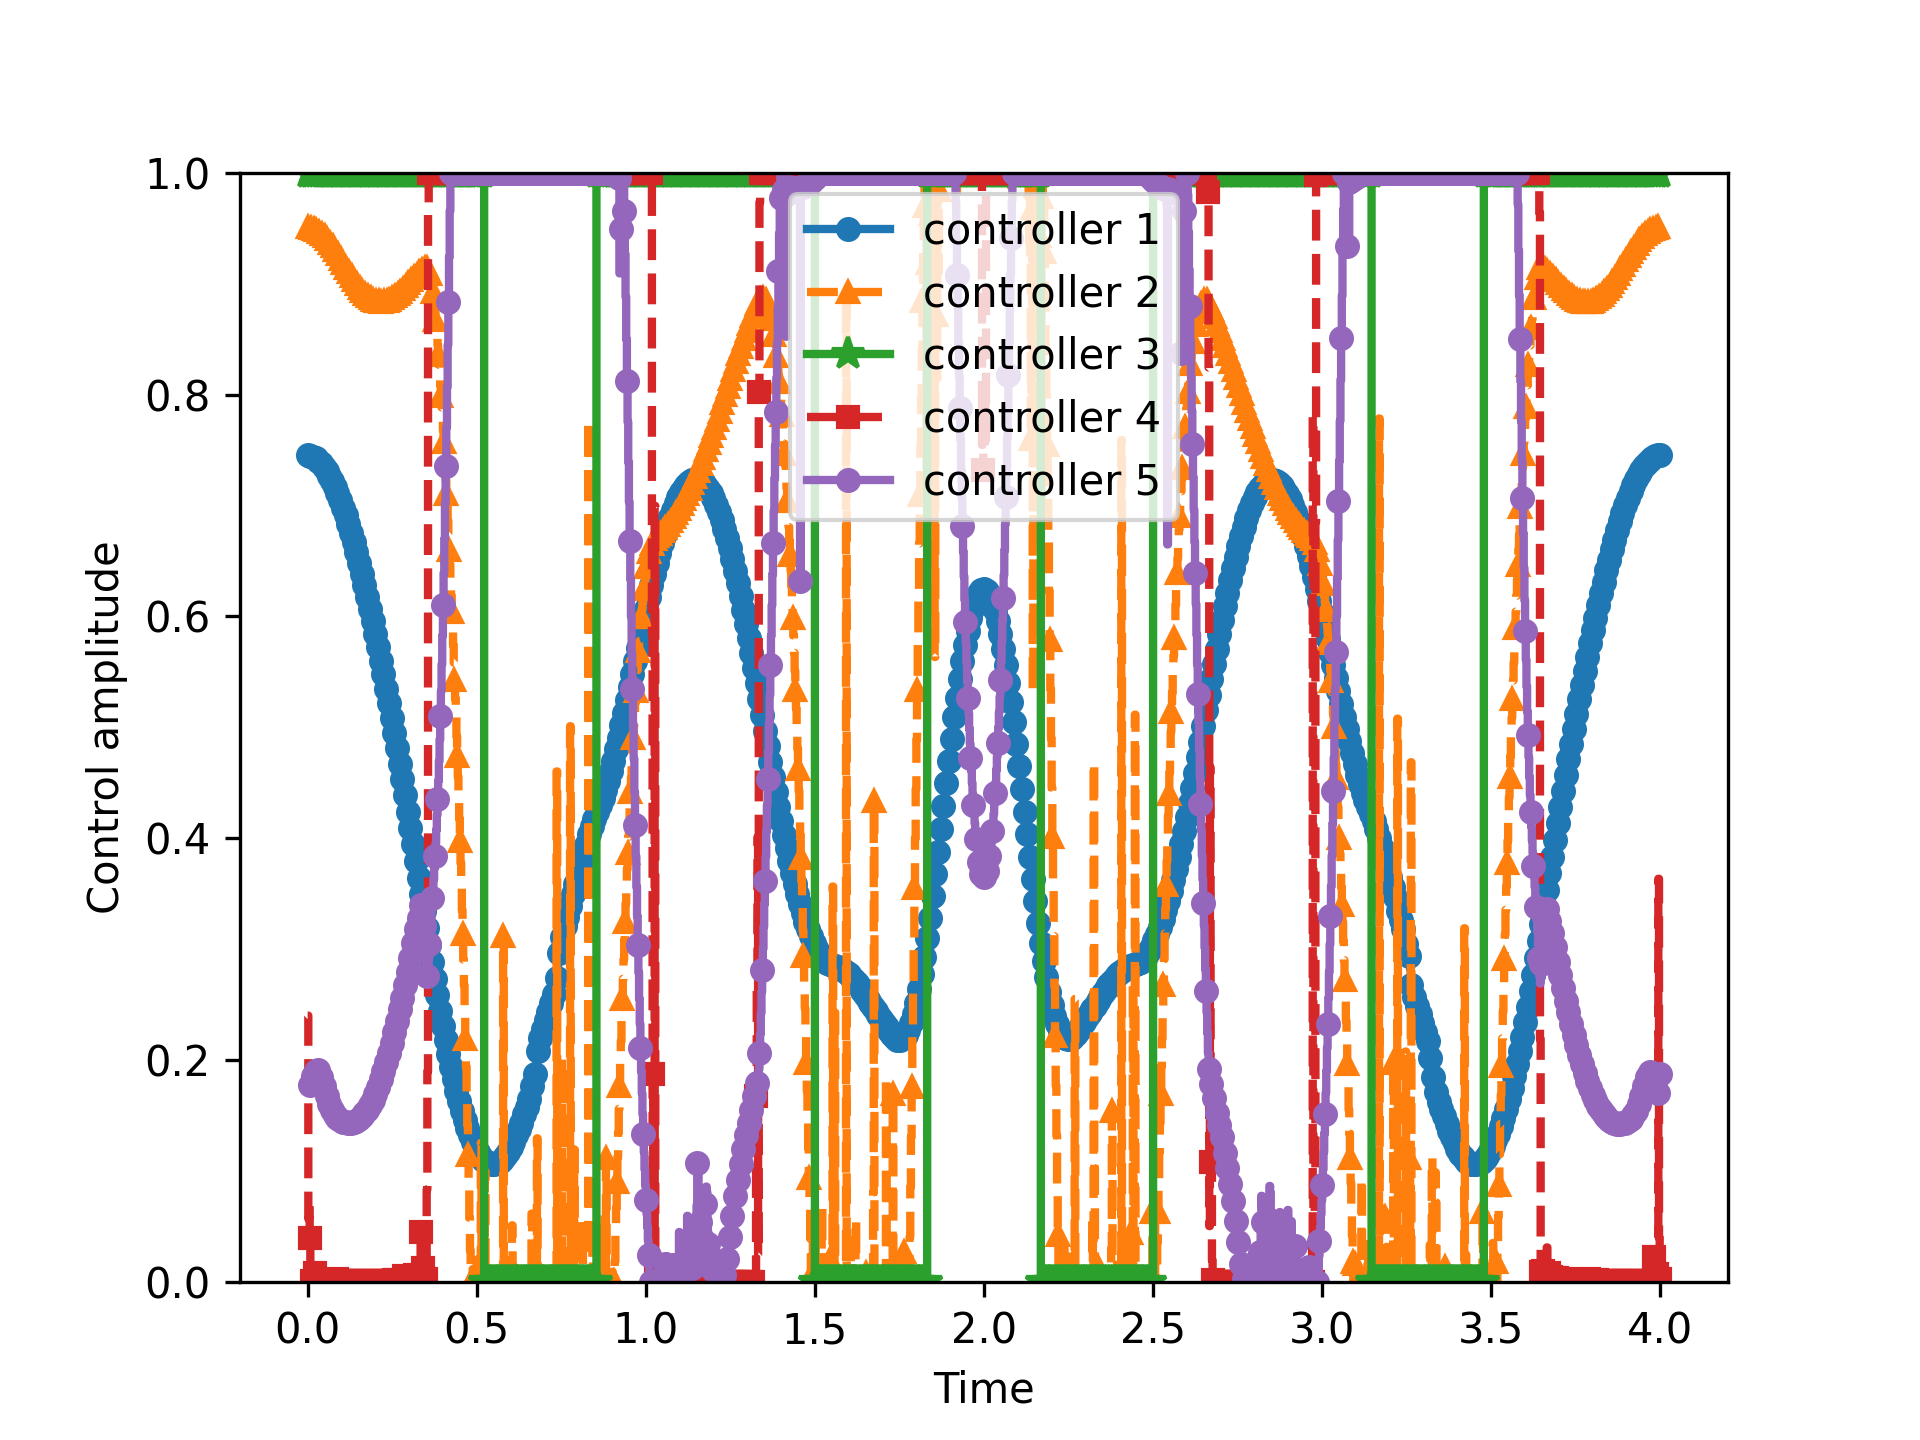 1.0
0.8
0.6
0.4
0.2
0.0
Control amplitude
controller 1
controller 2
controller 3
controller 4
controller 5
0.0 0.5 1.0 1.5 2.0 2.5 3.0 3.5 4.0
Time